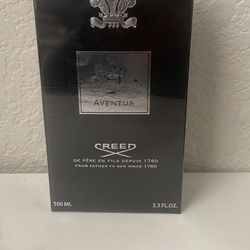 AVENTUS
CREED
DE PÈRE EN FILS DEPUIS 1760
FROM FATHER TO SON SINCE 1760
100 ML 3.3 FL.OZ.